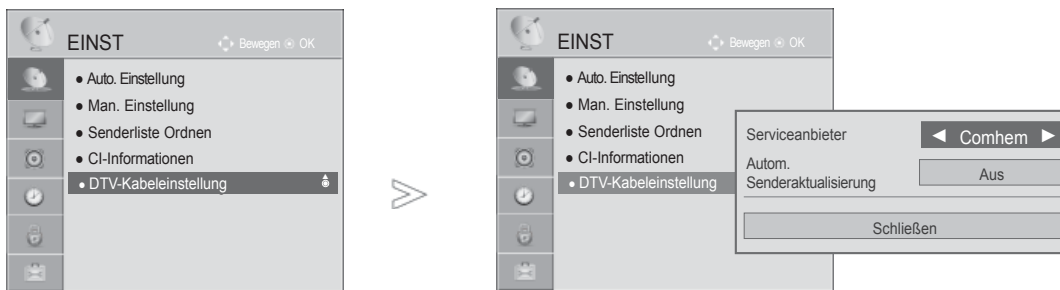 EINST
Bewegen OK
● Auto. Einstellung
● Man. Einstellung
● Senderliste Ordnen
● CI-Informationen
● DTV-Kabeleinstellung
EINST
Bewegen OK
● Auto. Einstellung
● Man. Einstellung
● Senderliste Ordnen
● CI-Informationen
● DTV-Kabeleinstellung
Serviceanbieter
◀ Comhem ▶
Autom.
Senderaktualisierung
Aus
Schließen